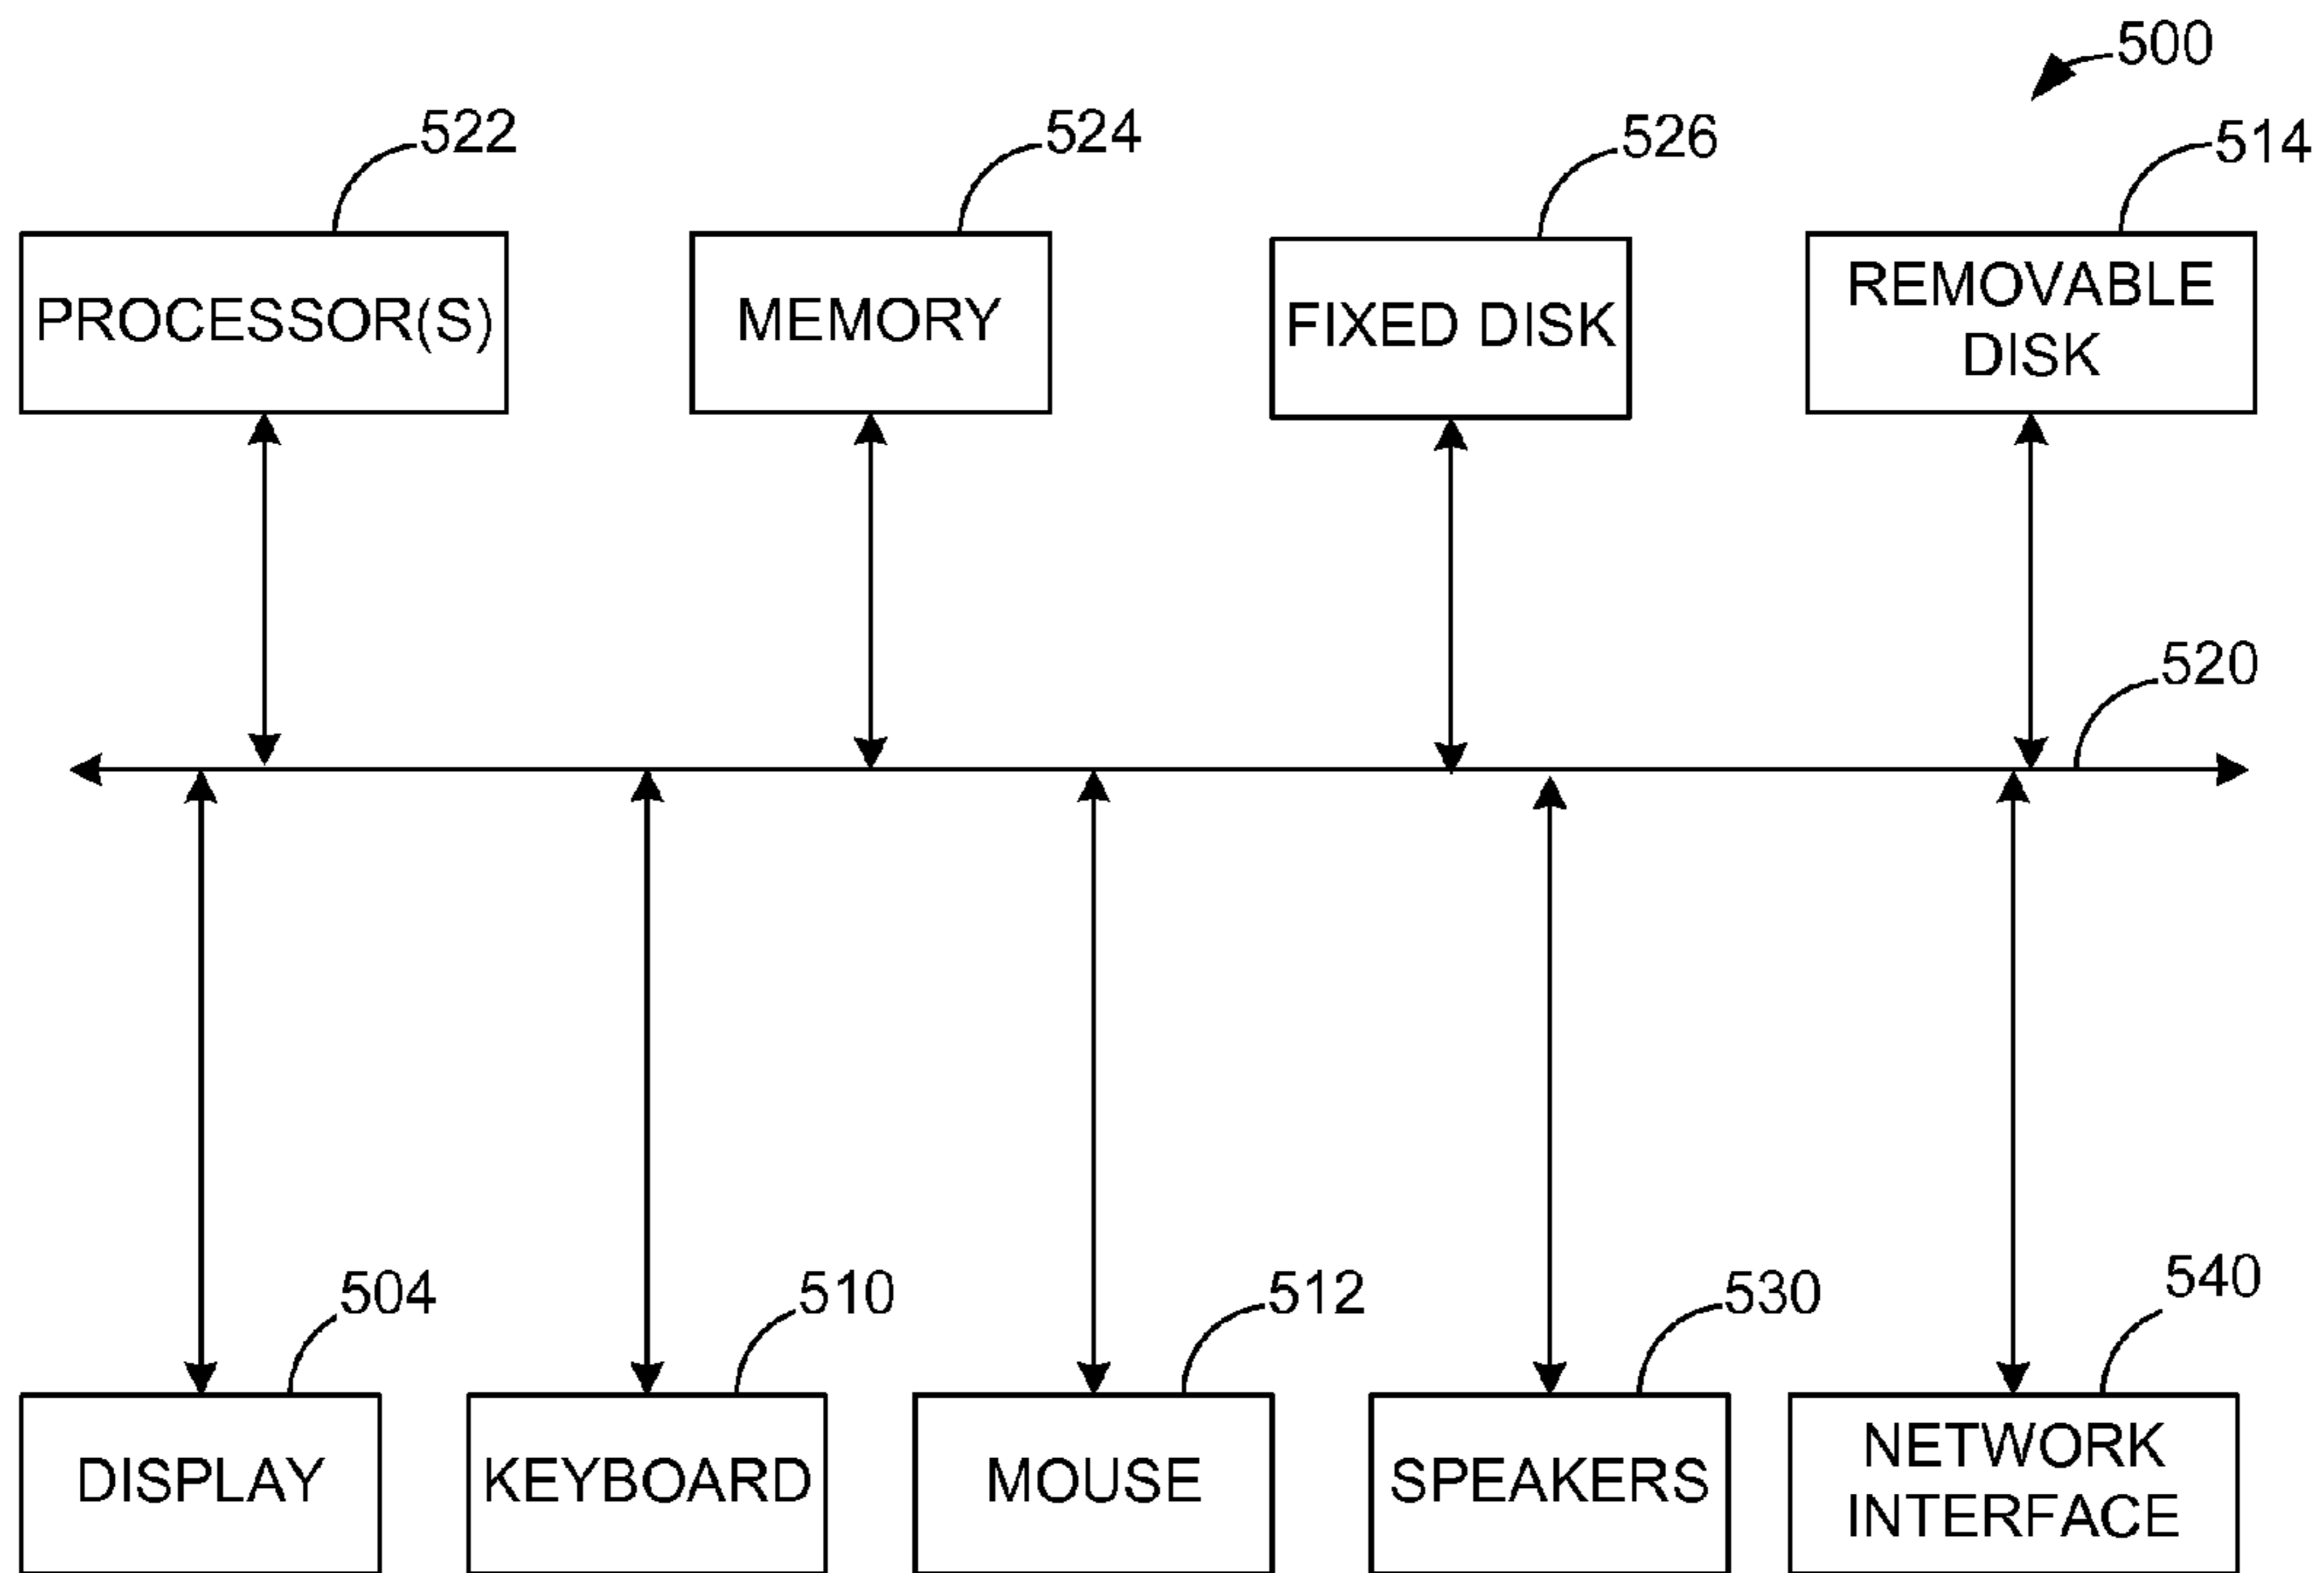 500
522
524
526
514
PROCESSOR(S)
MEMORY
FIXED DISK
REMOVABLE
DISK
520
504
510
512
530
540
DISPLAY
KEYBOARD
MOUSE
SPEAKERS
NETWORK
INTERFACE